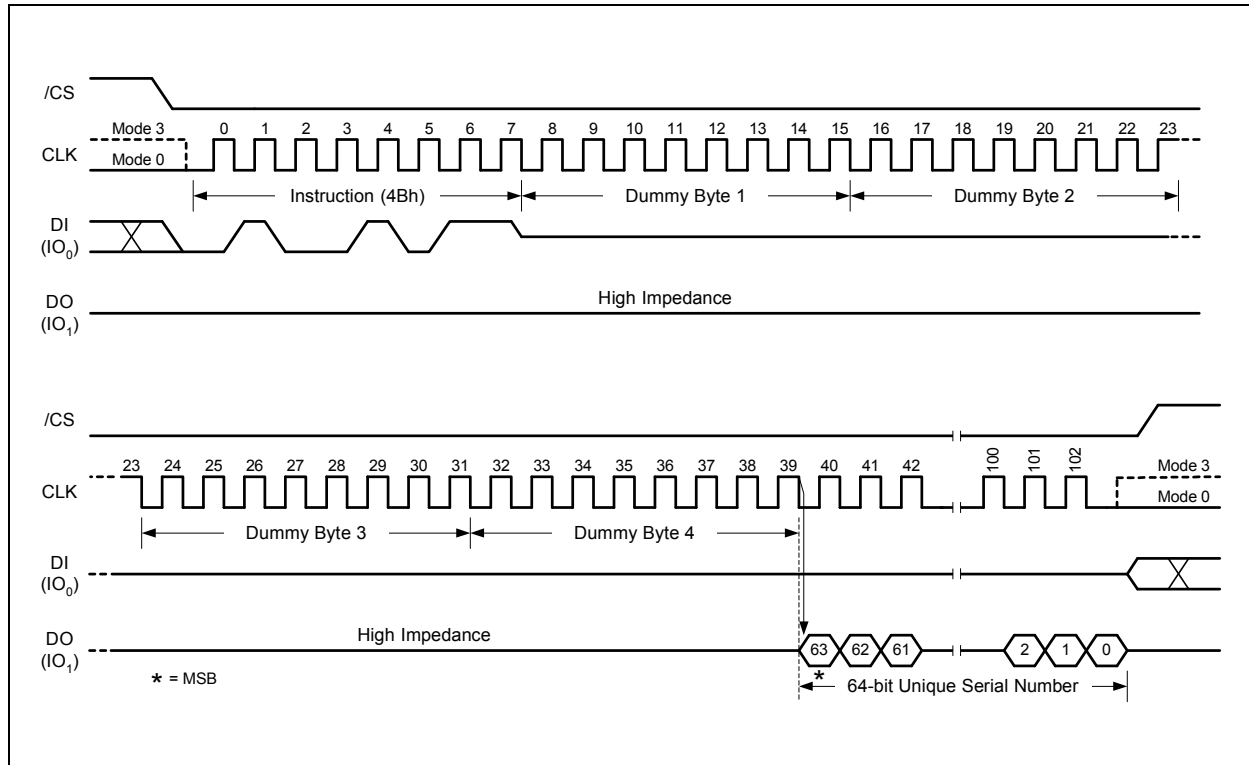 /CS
Mode 3 0 1 2 3 4 5 6 7 8 9 10 11 12 13 14 15 16 17 18 19 20 21 22 23
CLK
Mode 0
Instruction (4Bh) Dummy Byte 1 Dummy Byte 2
DI
(IO0)
DO
(IO1)
High Impedance
/CS
23 24 25 26 27 28 29 30 31 32 33 34 35 36 37 38 39 40 41 42 100 101 102 Mode 3
CLK
Mode 0
Dummy Byte 3 Dummy Byte 4
DI
(IO0)
DO
(IO1)
High Impedance
63 62 61 2 1 0
* = MSB
* 64-bit Unique Serial Number